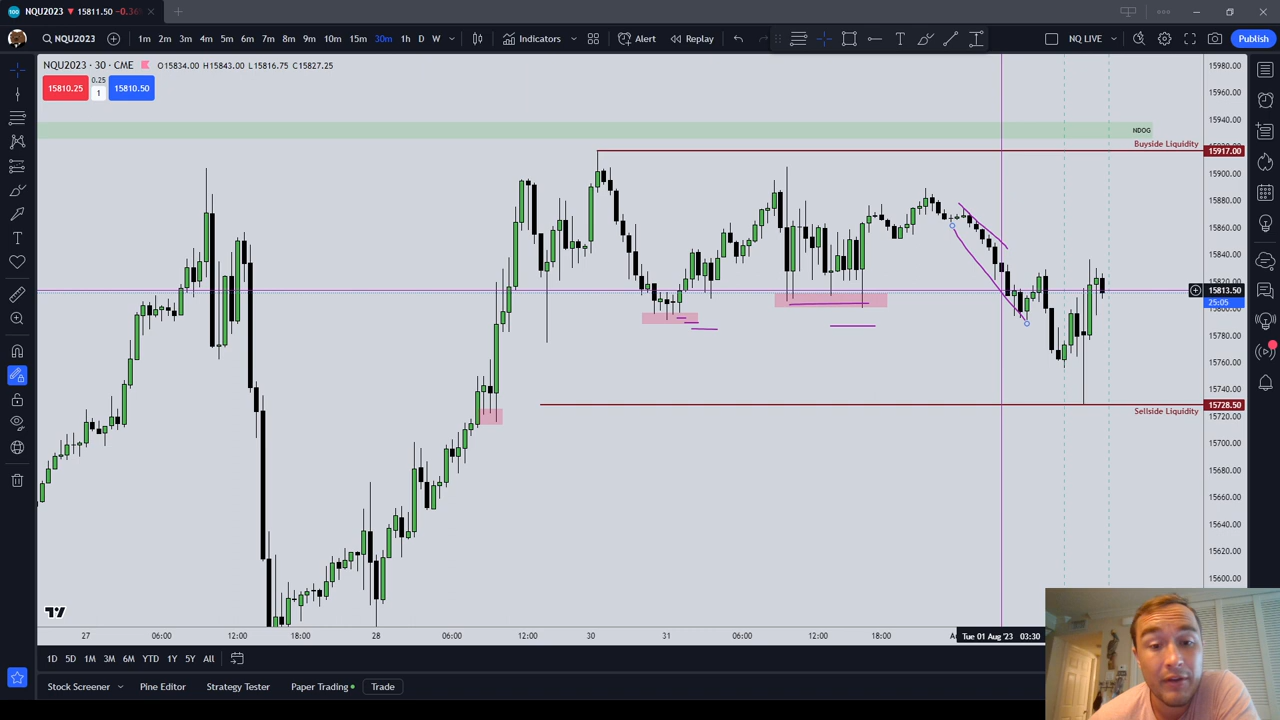 NQU2023 15811.50 -0.36%
NQU2023 1m 2m 3m 4m 5m 6m 7m 8m 9m 10m 15m 30m 1h D W Indicators Alert Replay NQ LIVE Publish
NQU2023 · 30 · CME O15834.00 H15843.00 L15816.75 C15827.25
15810.25 0.25 1 15810.50
15980.00
15960.00
15940.00
NDOG
Buyside Liquidity
15917.00
15900.00
15880.00
15860.00
15840.00
15813.50
25:05
15780.00
15760.00
15740.00
15728.50
Sellside Liquidity
15720.00
15700.00
15680.00
15660.00
15640.00
15620.00
15600.00
27 06:00 12:00 18:00 28 06:00 12:00 30 31 06:00 12:00 18:00 Tue 01 Aug '23 03:30
1D 5D 1M 3M 6M YTD 1Y 5Y All
Stock Screener Pine Editor Strategy Tester Paper Trading Trade